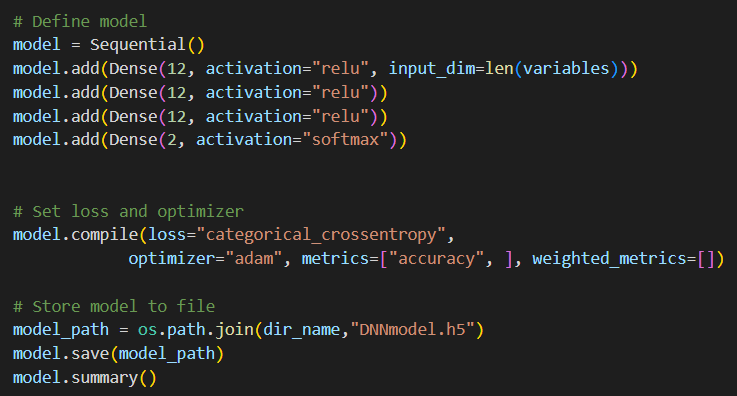 # Define model
model = Sequential()
model.add(Dense(12, activation="relu", input_dim=len(variables)))
model.add(Dense(12, activation="relu"))
model.add(Dense(12, activation="relu"))
model.add(Dense(2, activation="softmax"))
# Set loss and optimizer
model.compile(loss="categorical_crossentropy",
optimizer="adam", metrics=["accuracy", ], weighted_metrics=[])
# Store model to file
model_path = os.path.join(dir_name,"DNNmodel.h5")
model.save(model_path)
model.summary()